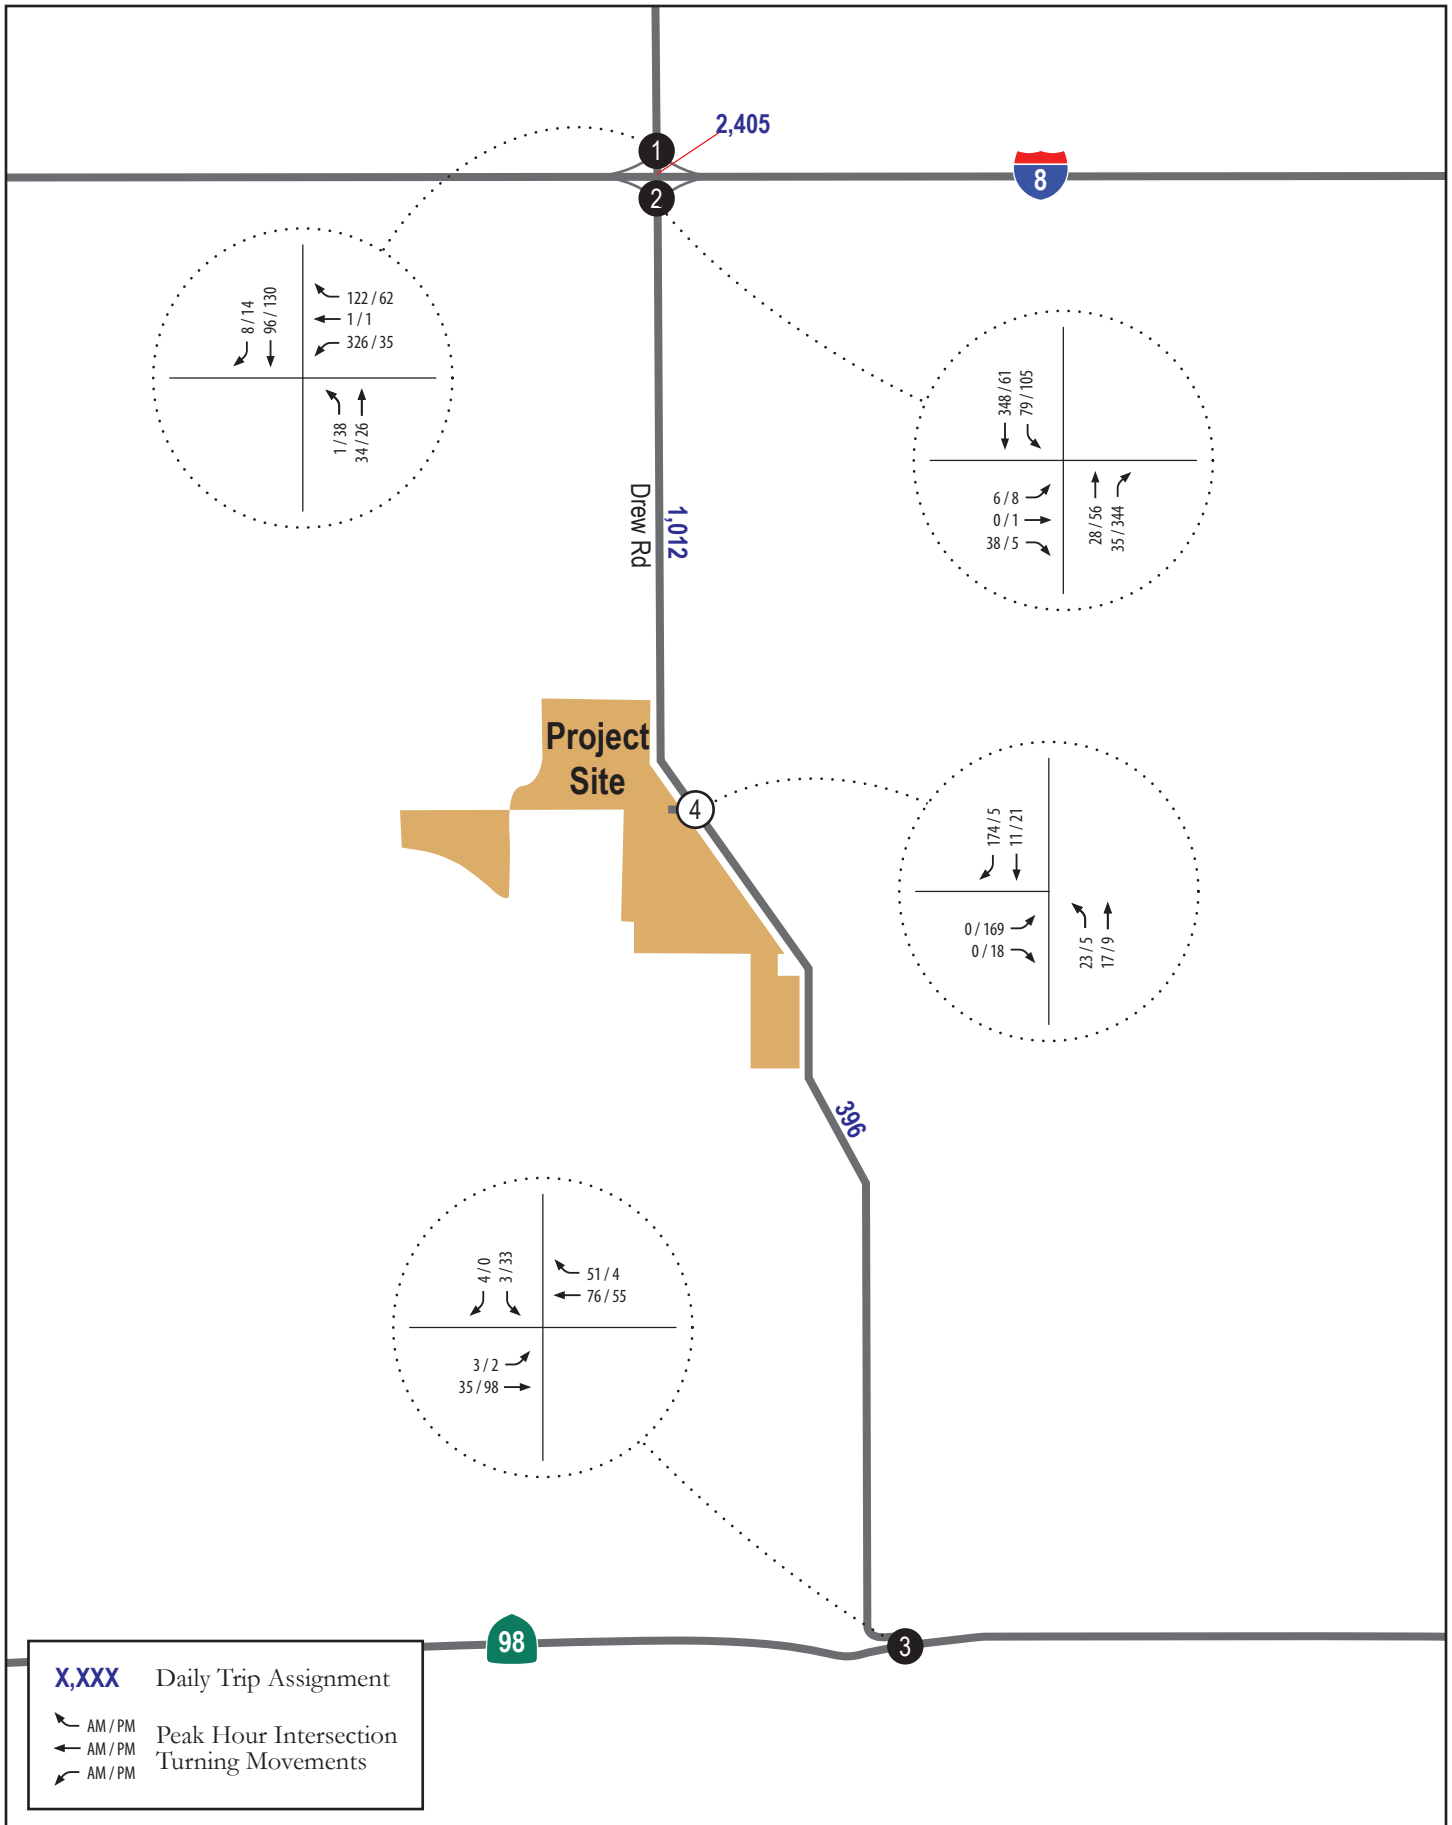 2,405
1
8
2
8 / 14
96 / 130
122 / 62
1 / 1
326 / 35
1 / 38
34 / 26
348 / 61
79 / 105
6 / 8
0 / 1
38 / 5
28 / 56
35 / 344
Drew Rd
1,012
Project
Site
4
174 / 5
11 / 21
0 / 169
0 / 18
23 / 5
17 / 9
396
4 / 0
3 / 33
51 / 4
76 / 55
3 / 2
35 / 98
98
3
X,XXX Daily Trip Assignment
AM / PM
AM / PM
AM / PM
Peak Hour Intersection
Turning Movements